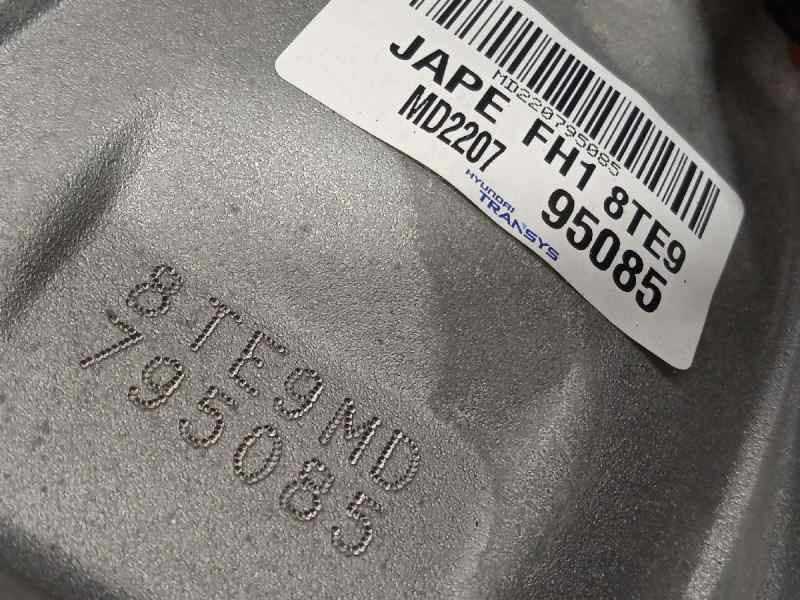 MD220795085
JAPE FH1 8TE9
MD2207 95085
HYUNDAI
TRANSYS
8TE9MD
795085